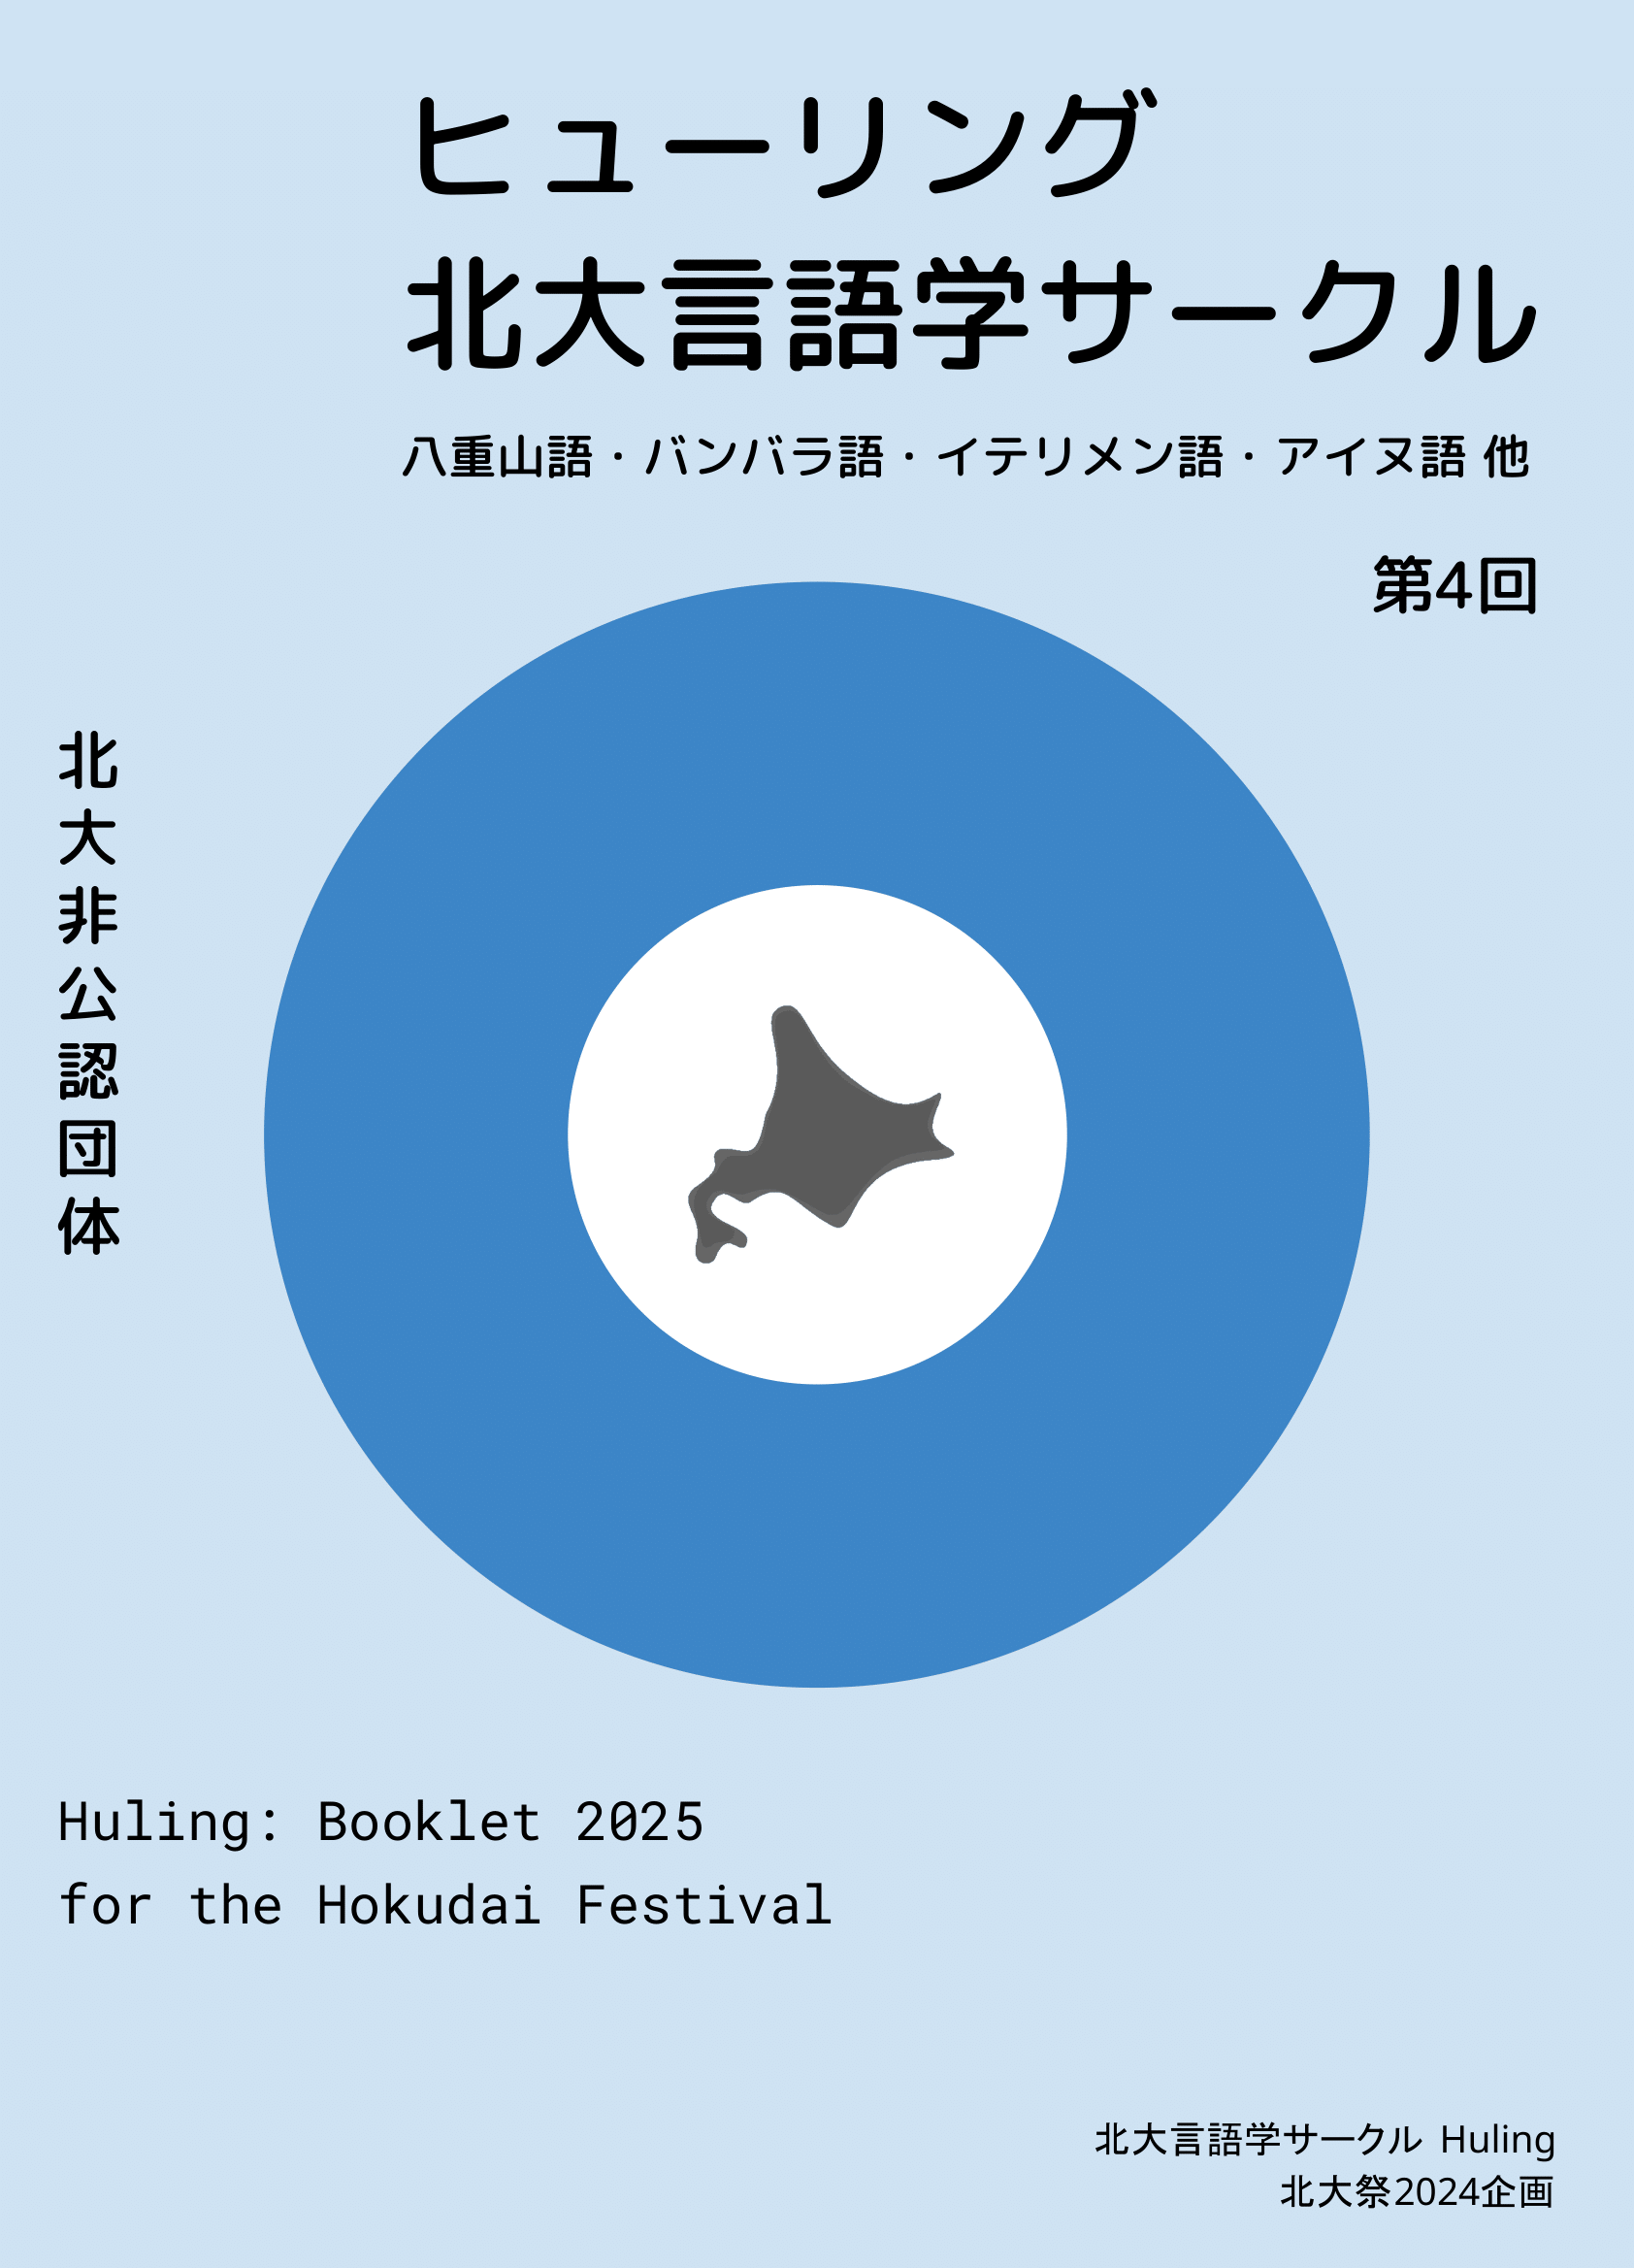 ヒューリング
北大言語学サークル
八重山語・バンバラ語・イテリメン語・アイヌ語 他
第4回
北大非公認団体
Huling: Booklet 2025
for the Hokudai Festival
北大言語学サークル Huling
北大祭2024企画